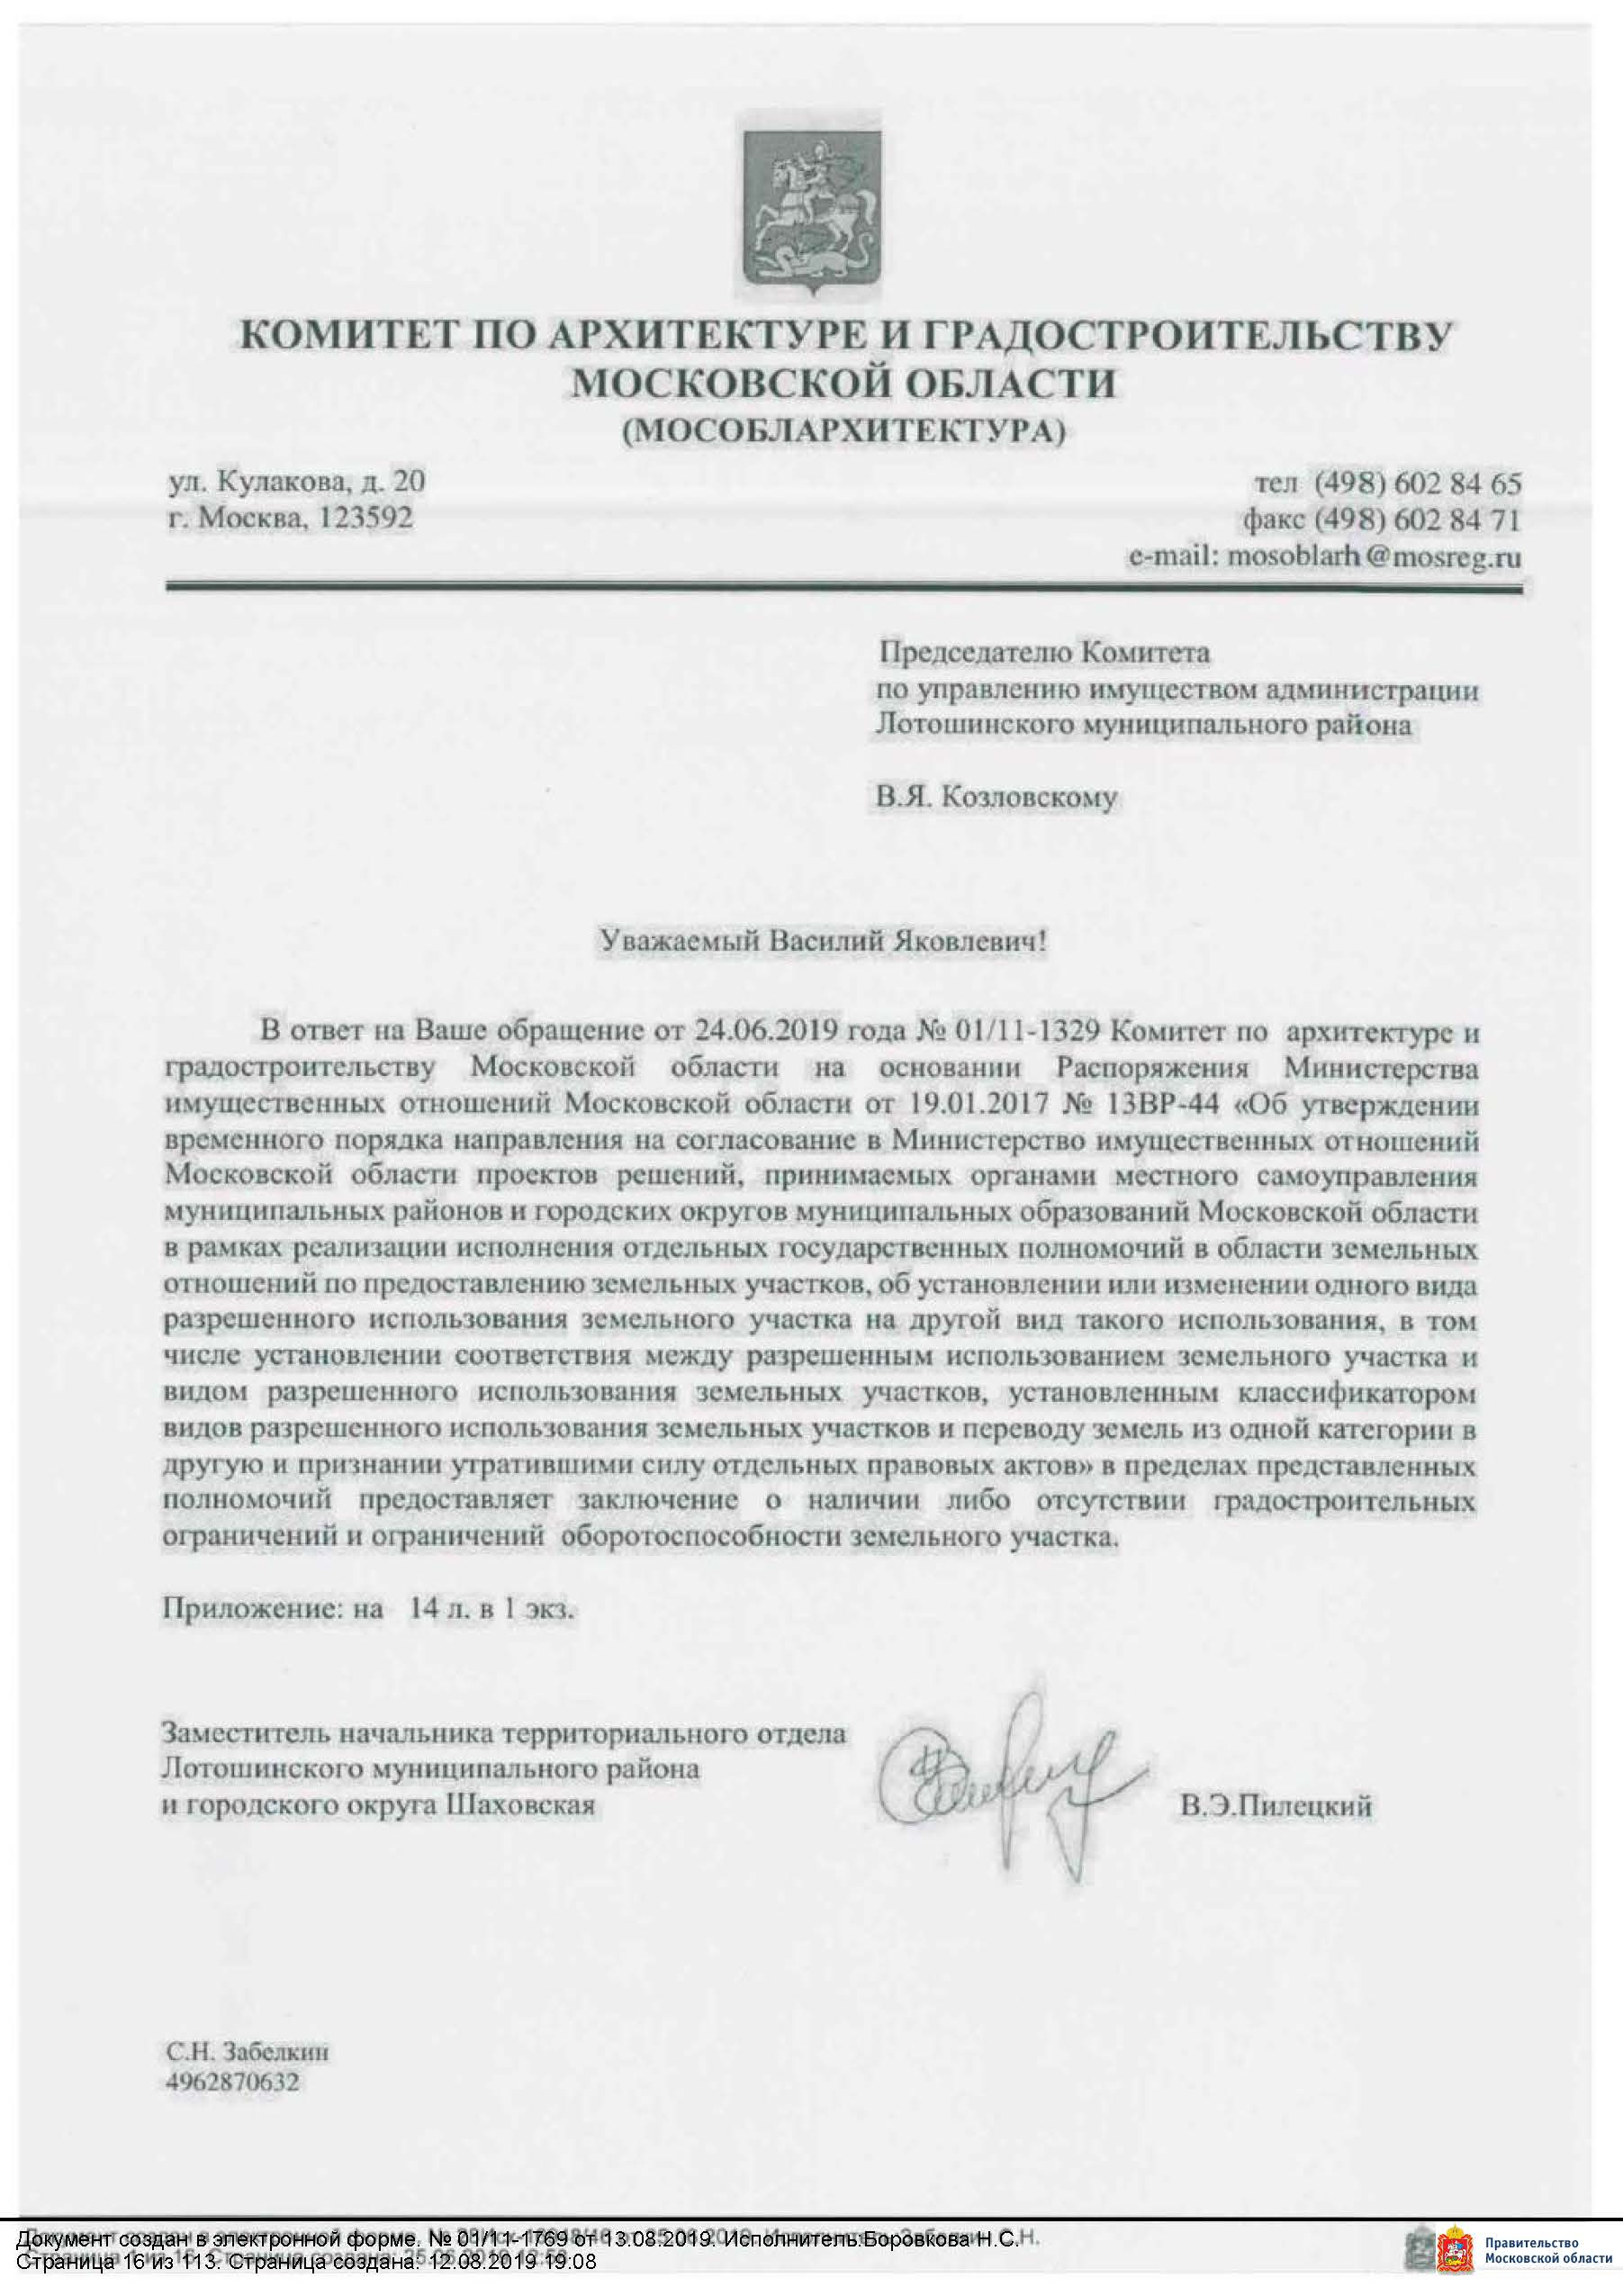 КОМИТЕТ ПО АРХИТЕКТУРЕ И ГРАДОСТРОИТЕЛЬСТВУ
МОСКОВСКОЙ ОБЛАСТИ
(МОСОБЛАРХИТЕКТУРА)
ул. Кулакова, д. 20
г. Москва, 123592
тел (498) 602 84 65
факс (498) 602 84 71
e-mail: mosoblarh@mosreg.ru
Председателю Комитета
по управлению имуществом администрации
Лотошинского муниципального района
В.Я. Козловскому
Уважаемый Василий Яковлевич!
В ответ на Ваше обращение от 24.06.2019 года № 01/11-1329 Комитет по архитектуре и
градостроительству Московской области на основании Распоряжения Министерства
имущественных отношений Московской области от 19.01.2017 № 13ВР-44 «Об утверждении
временного порядка направления на согласование в Министерство имущественных отношений
Московской области проектов решений, принимаемых органами местного самоуправления
муниципальных районов и городских округов муниципальных образований Московской области
в рамках реализации исполнения отдельных государственных полномочий в области земельных
отношений по предоставлению земельных участков, об установлении или изменении одного вида
разрешенного использования земельного участка на другой вид такого использования, в том
числе установлении соответствия между разрешенным использованием земельного участка и
видом разрешенного использования земельных участков, установленным классификатором
видов разрешенного использования земельных участков и переводу земель из одной категории в
другую и признании утратившими силу отдельных правовых актов» в пределах представленных
полномочий предоставляет заключение о наличии либо отсутствии градостроительных
ограничений и ограничений оборотоспособности земельного участка.
Приложение: на 14 л. в 1 экз.
Заместитель начальника территориального отдела
Лотошинского муниципального района
и городского округа Шаховская
В.Э.Пилецкий
С.Н. Забелкин
4962870632
Документ создан в электронной форме. № 01/11-1769 от 13.08.2019. Исполнитель:Боровкова Н.С.
Страница 16 из 113. Страница создана: 12.08.2019 19:08
Правительство
Московской области